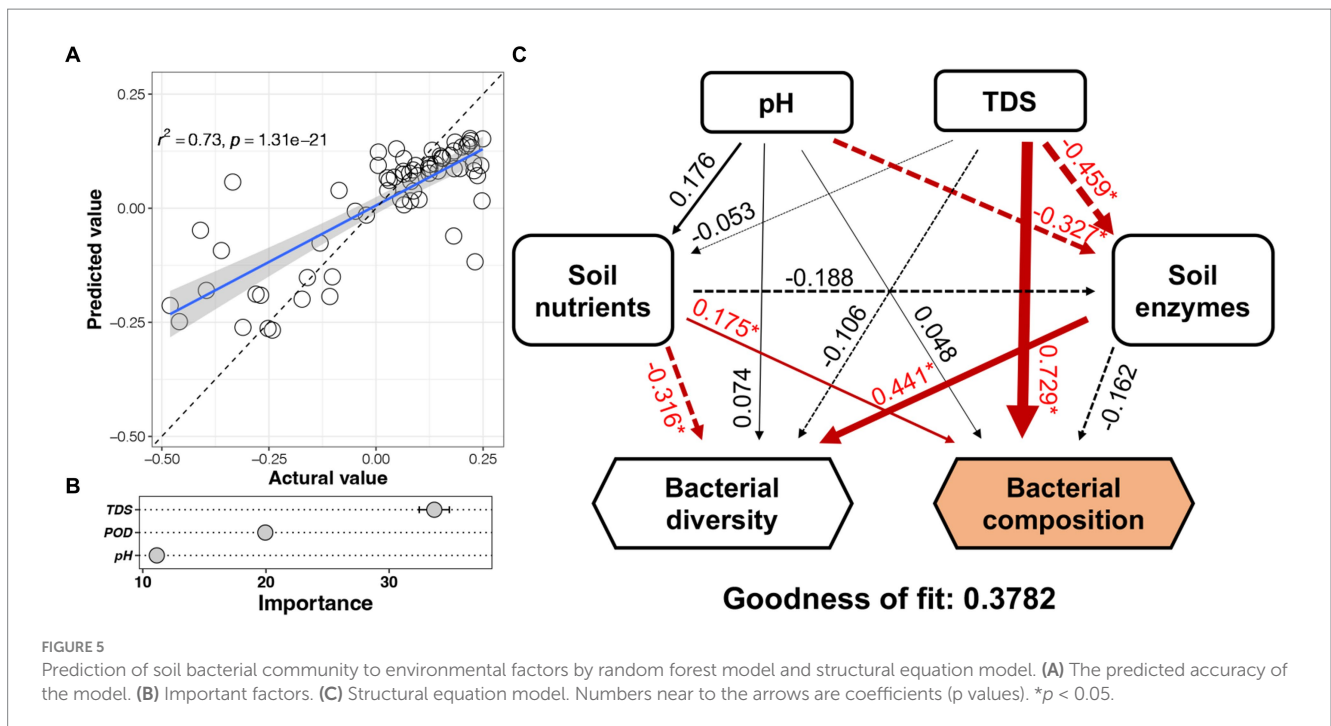 A
0.25
0.00
−0.25
−0.50
Predicted value
r² = 0.73, p = 1.31e−21
−0.50
−0.25
0.00
0.25
Actural value
B
TDS
POD
pH
10
20
30
Importance
C
pH
TDS
0.176
-0.053
-0.327*
-0.459*
Soil
nutrients
-0.188
Soil
enzymes
0.175*
-0.316*
0.074
-0.106
0.048
0.441*
0.729*
-0.162
Bacterial
diversity
Bacterial
composition
Goodness of fit: 0.3782
FIGURE 5
Prediction of soil bacterial community to environmental factors by random forest model and structural equation model. (A) The predicted accuracy of
the model. (B) Important factors. (C) Structural equation model. Numbers near to the arrows are coefficients (p values). *p < 0.05.